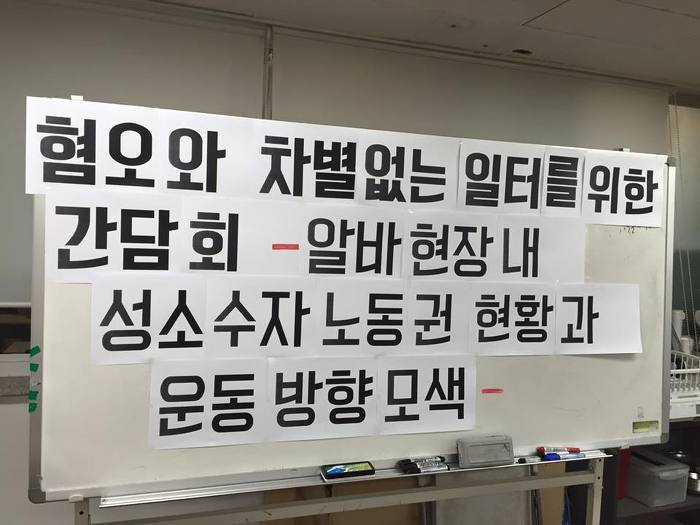 혐오와 차별없는 일터를위한
간담회 - 알바현장내
성소수자노동권 현황과
운동방향모색 -